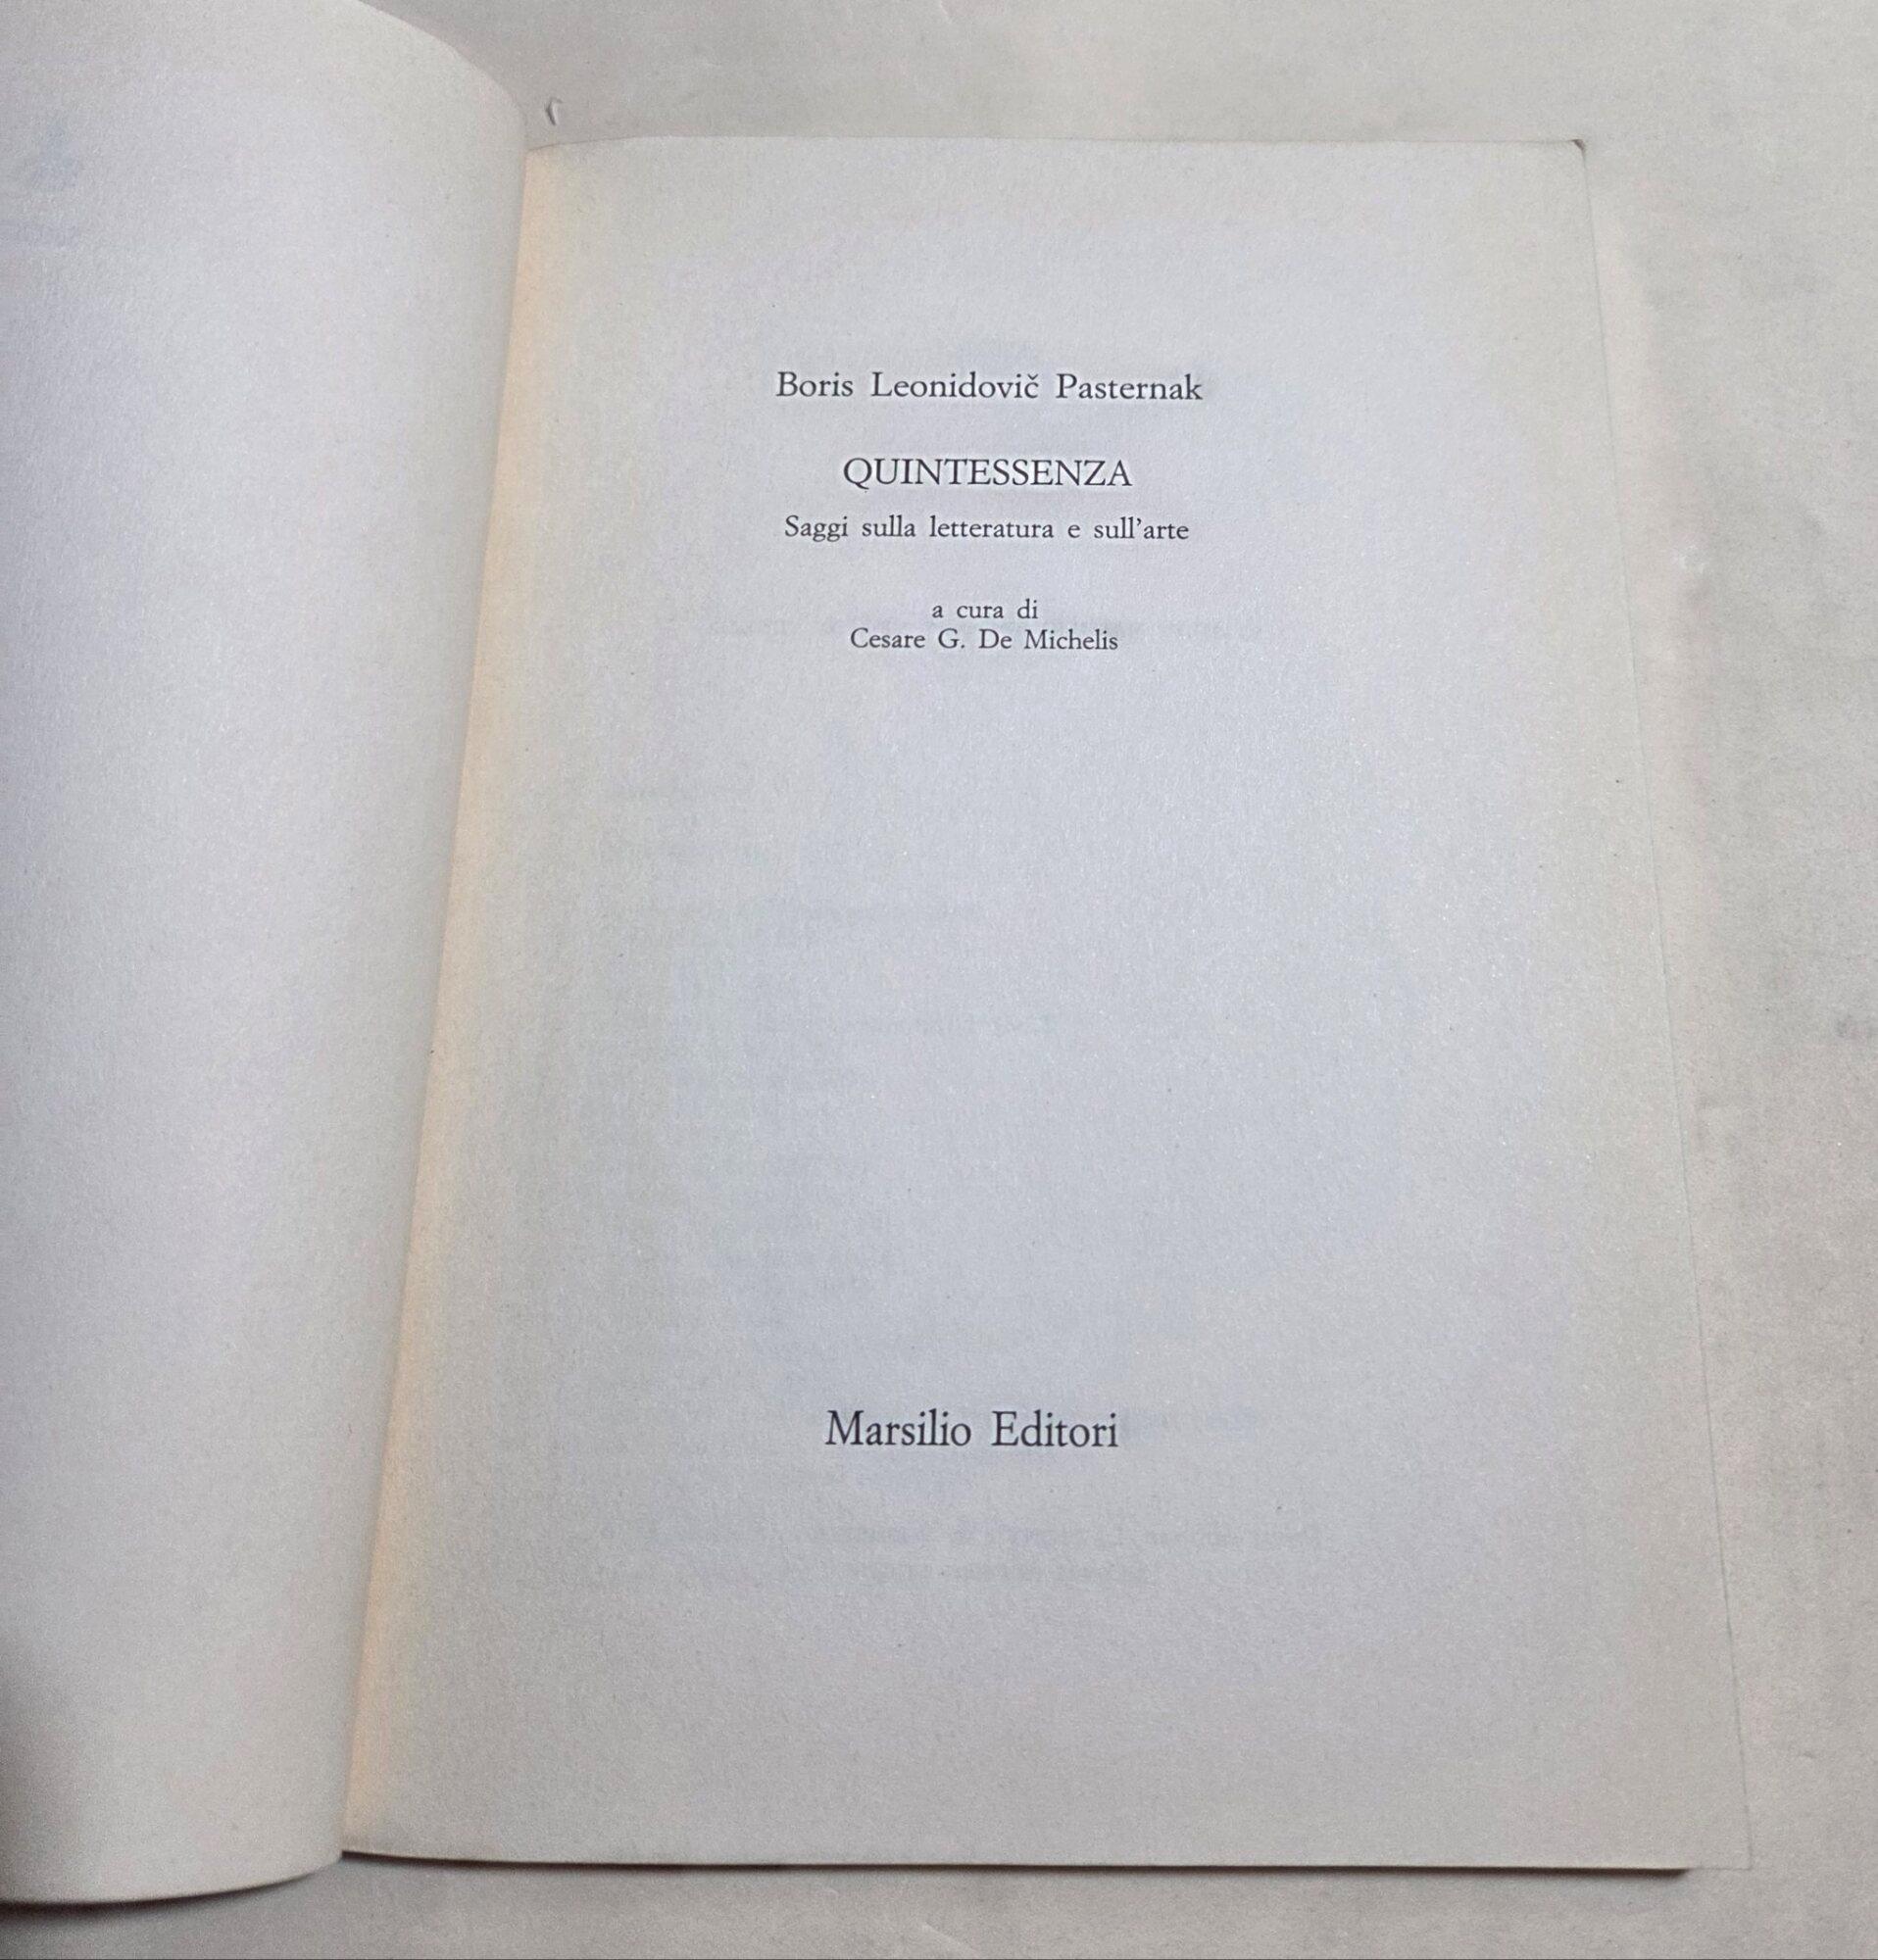 Boris Leonidovič Pasternak
QUINTESSENZA
Saggi sulla letteratura e sull'arte
a cura di
Cesare G. De Michelis
Marsilio Editori